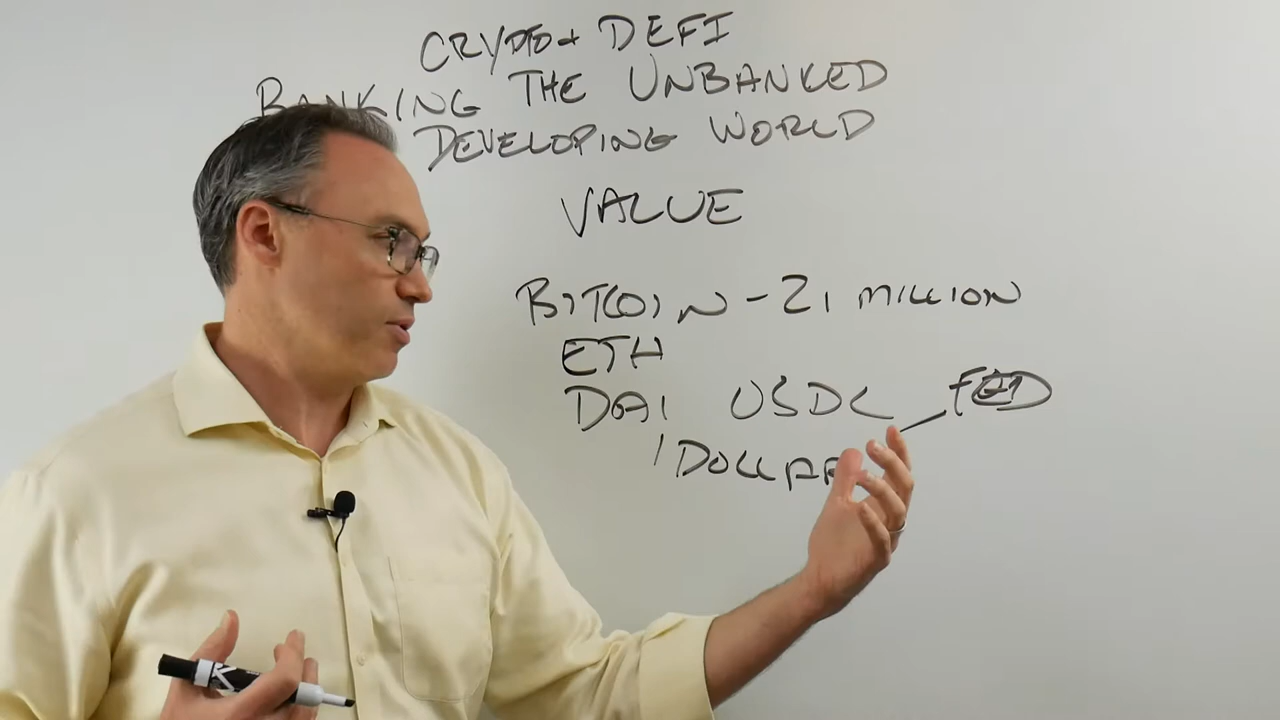 CRYPTO + DEFI
BANKING THE UNBANKED
DEVELOPING WORLD
VALUE
BITCOIN - 21 MILLION
ETH
DAI USDC FED
1 DOLLAR